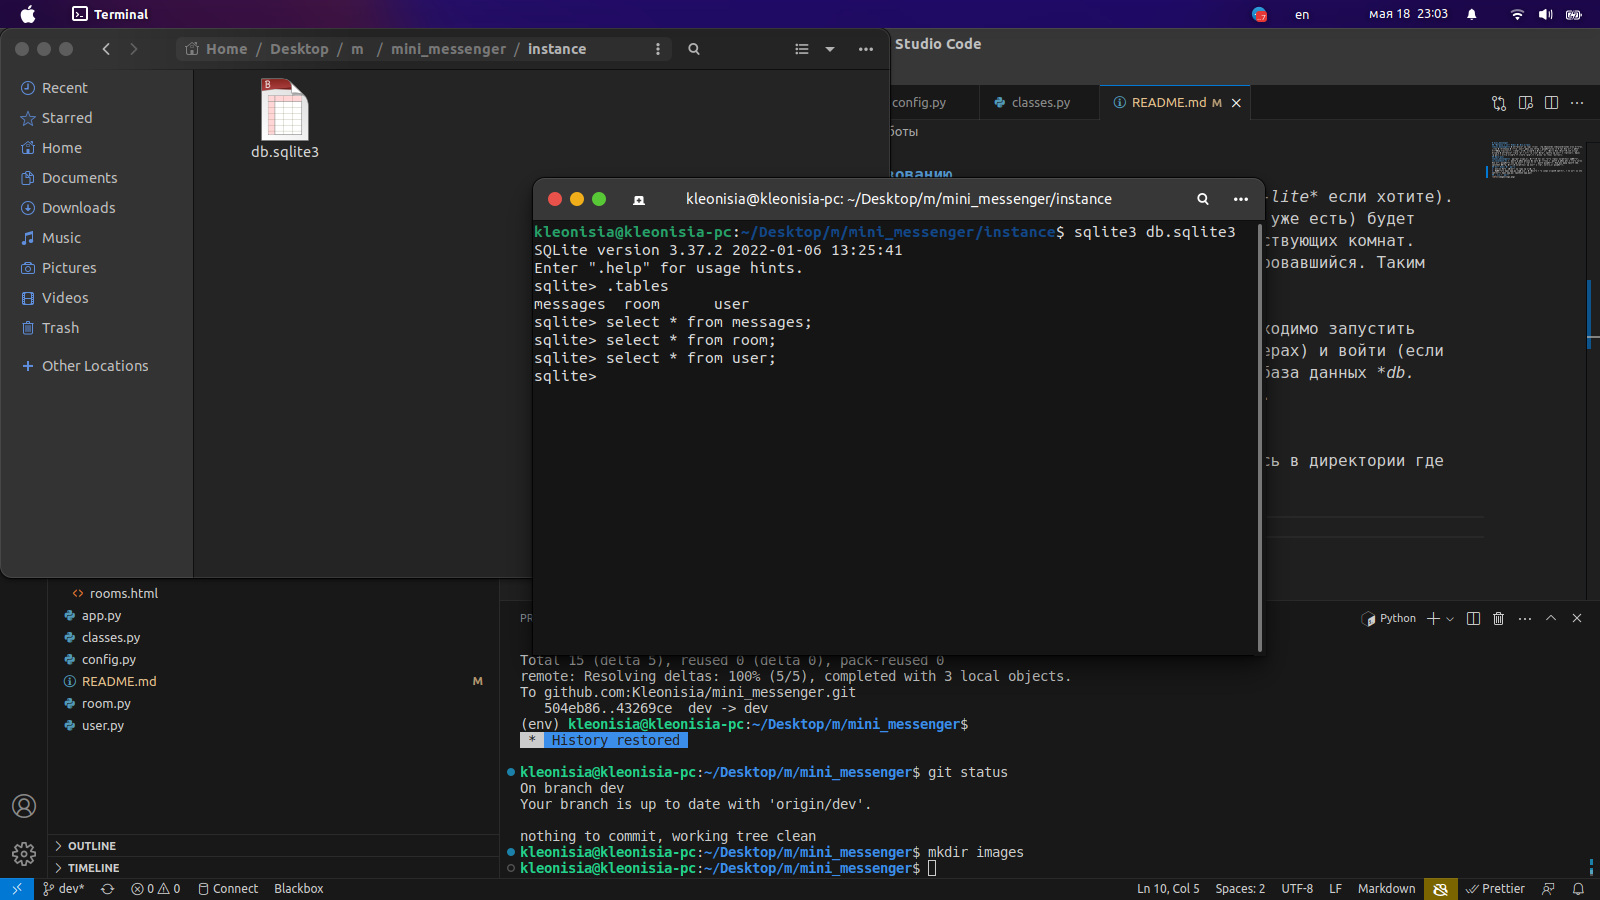 Terminal
en
мая 18 23:03
Home / Desktop / m / mini_messenger / instance
Recent
Starred
Home
Documents
Downloads
Music
Pictures
Videos
Trash
Other Locations
db.sqlite3
Studio Code
config.py
classes.py
README.md M
боты
зованию
lite* если хотите).
уже есть) будет
ствующих комнат.
ровавшийся. Таким
ходимо запустить
ерах) и войти (если
база данных *db.
сь в директории где
kleonisia@kleonisia-pc: ~/Desktop/m/mini_messenger/instance
kleonisia@kleonisia-pc:~/Desktop/m/mini_messenger/instance$ sqlite3 db.sqlite3
SQLite version 3.37.2 2022-01-06 13:25:41
Enter ".help" for usage hints.
sqlite> .tables
messages room user
sqlite> select * from messages;
sqlite> select * from room;
sqlite> select * from user;
sqlite>
rooms.html
app.py
classes.py
config.py
README.md M
room.py
user.py
OUTLINE
TIMELINE
PR
Python
Total 15 (delta 5), reused 0 (delta 0), pack-reused 0
remote: Resolving deltas: 100% (5/5), completed with 3 local objects.
To github.com:Kleonisia/mini_messenger.git
504eb86..43269ce dev -> dev
(env) kleonisia@kleonisia-pc:~/Desktop/m/mini_messenger$
* History restored
kleonisia@kleonisia-pc:~/Desktop/m/mini_messenger$ git status
On branch dev
Your branch is up to date with 'origin/dev'.
nothing to commit, working tree clean
kleonisia@kleonisia-pc:~/Desktop/m/mini_messenger$ mkdir images
kleonisia@kleonisia-pc:~/Desktop/m/mini_messenger$
dev* 0 0 Connect Blackbox
Ln 10, Col 5 Spaces: 2 UTF-8 LF Markdown Prettier